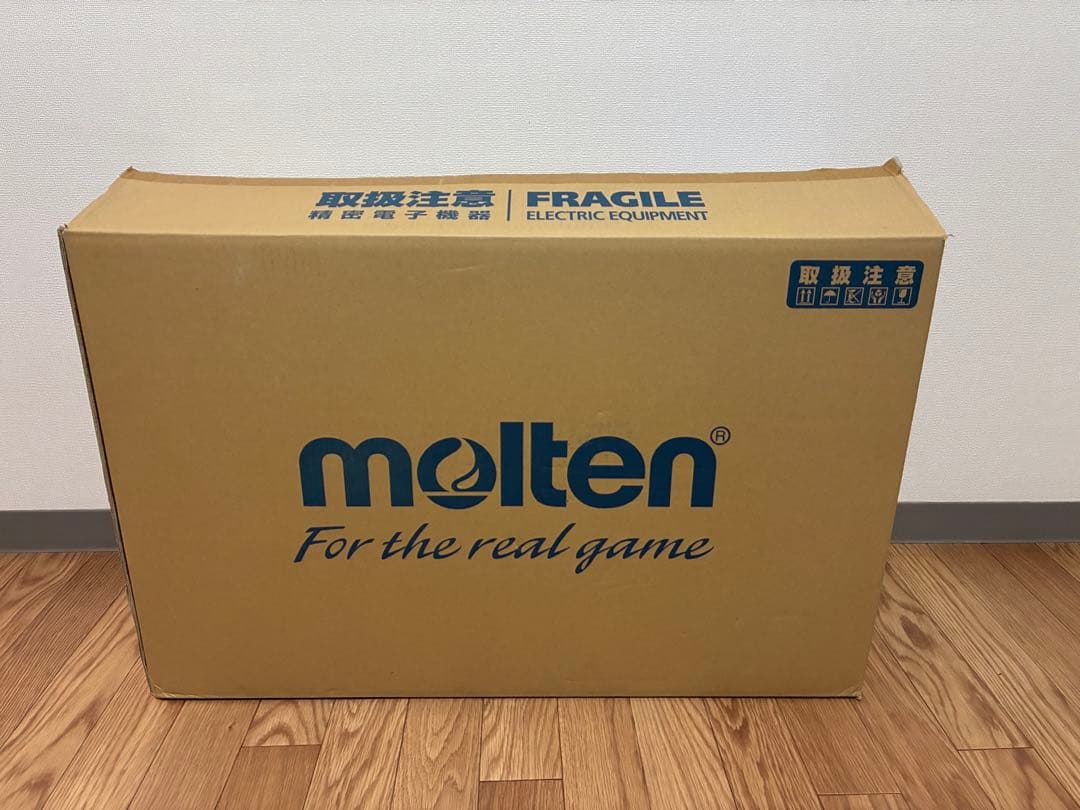 取扱注意 | FRAGILE
精密電子機器 | ELECTRIC EQUIPMENT
取扱注意
molten®
For the real game